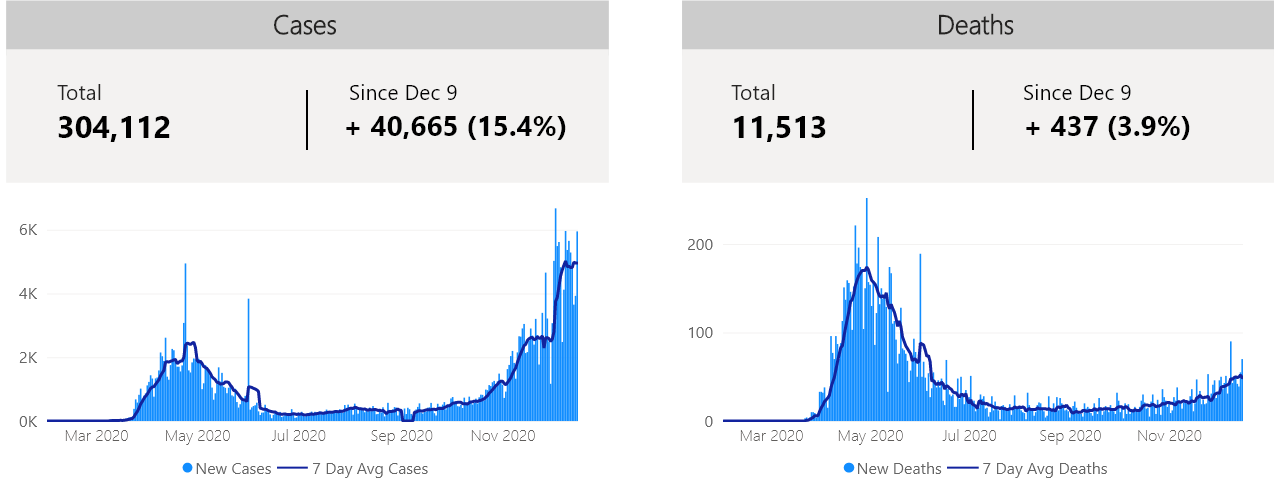 Cases
Total
304,112
Since Dec 9
+ 40,665 (15.4%)
6K
4K
2K
0K
Mar 2020 May 2020 Jul 2020 Sep 2020 Nov 2020
New Cases 7 Day Avg Cases
Deaths
Total
11,513
Since Dec 9
+ 437 (3.9%)
200
100
0
Mar 2020 May 2020 Jul 2020 Sep 2020 Nov 2020
New Deaths 7 Day Avg Deaths